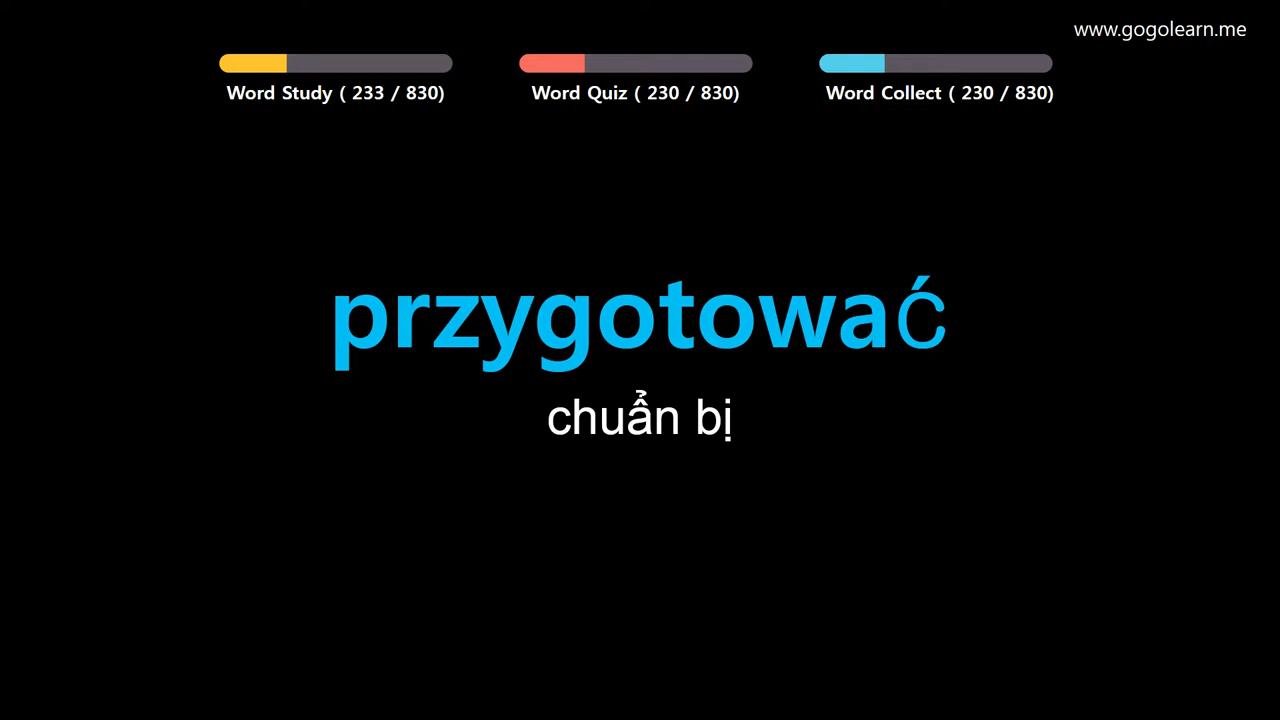 www.gogolearn.me
Word Study ( 233 / 830)
Word Quiz ( 230 / 830)
Word Collect ( 230 / 830)
przygotować
chuẩn bị